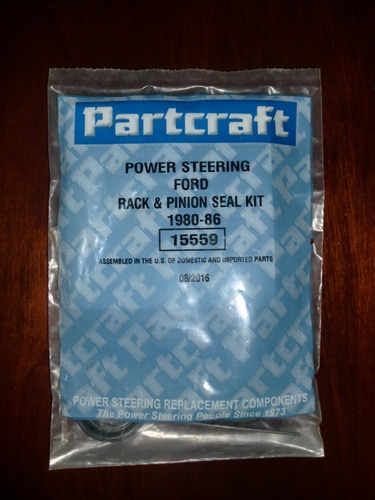 Partcraft
POWER STEERING
FORD
RACK & PINION SEAL KIT
1980-86
15559
ASSEMBLED IN THE U.S. OF DOMESTIC AND IMPORTED PARTS
06/2016
POWER STEERING REPLACEMENT COMPONENTS
The Power Steering People Since 1973